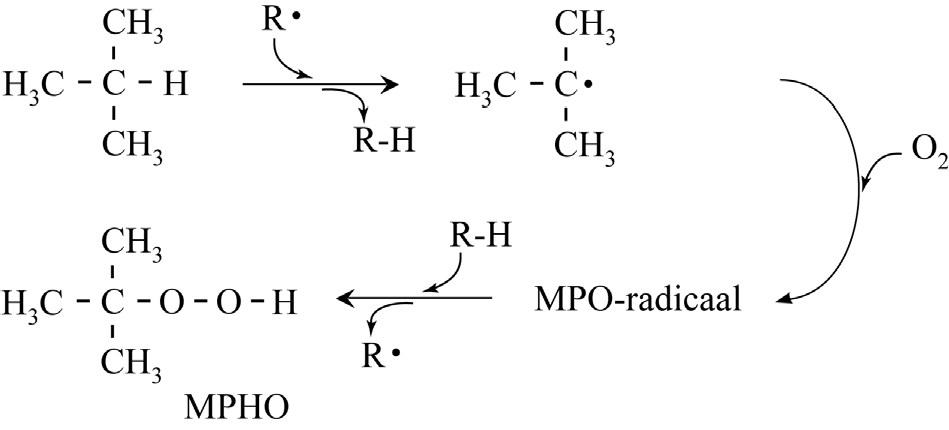 CH₃
H₃C – C – H
CH₃
R•
R-H
CH₃
H₃C – C•
CH₃
O₂
MPO-radicaal
R-H
R•
CH₃
H₃C – C – O – O – H
CH₃
MPHO